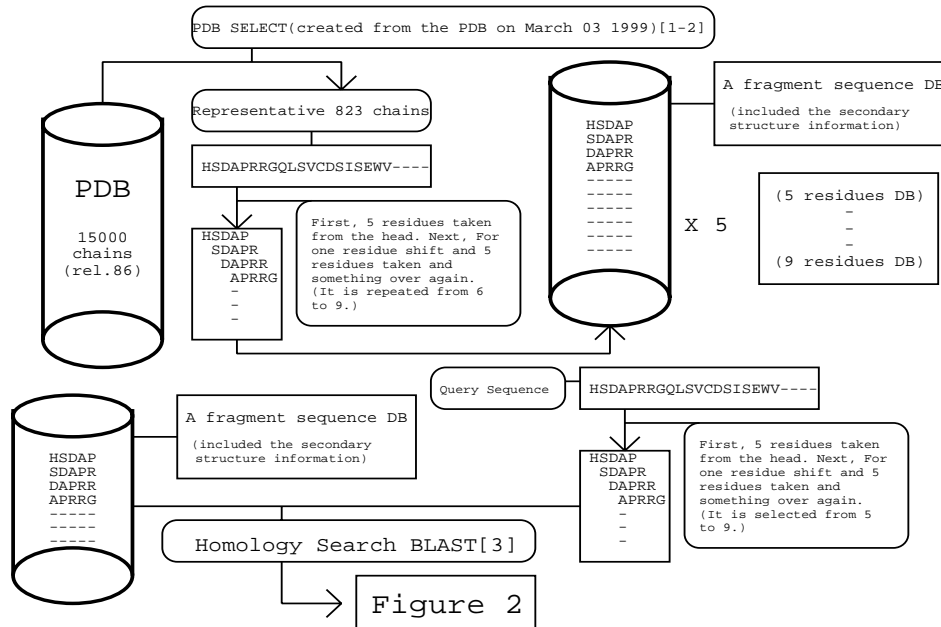 PDB SELECT(created from the PDB on March 03 1999)[1-2]
Representative 823 chains
HSDAPRRGQLSVCDSISEWV----
PDB
15000
chains
(rel.86)
HSDAP
SDAPR
DAPRR
APRRG
-
-
-
First, 5 residues taken
from the head. Next, For
one residue shift and 5
residues taken and
something over again.
(It is repeated from 6
to 9.)
HSDAP
SDAPR
DAPRR
APRRG
-----
-----
-----
-----
-----
-----
X 5
A fragment sequence DB
(included the secondary
structure information)
(5 residues DB)
-
-
-
(9 residues DB)
Query Sequence
HSDAPRRGQLSVCDSISEWV----
HSDAP
SDAPR
DAPRR
APRRG
-
-
-
First, 5 residues taken
from the head. Next, For
one residue shift and 5
residues taken and
something over again.
(It is selected from 5
to 9.)
A fragment sequence DB
(included the secondary
structure information)
HSDAP
SDAPR
DAPRR
APRRG
-----
-----
-----
-----
Homology Search BLAST[3]
Figure 2